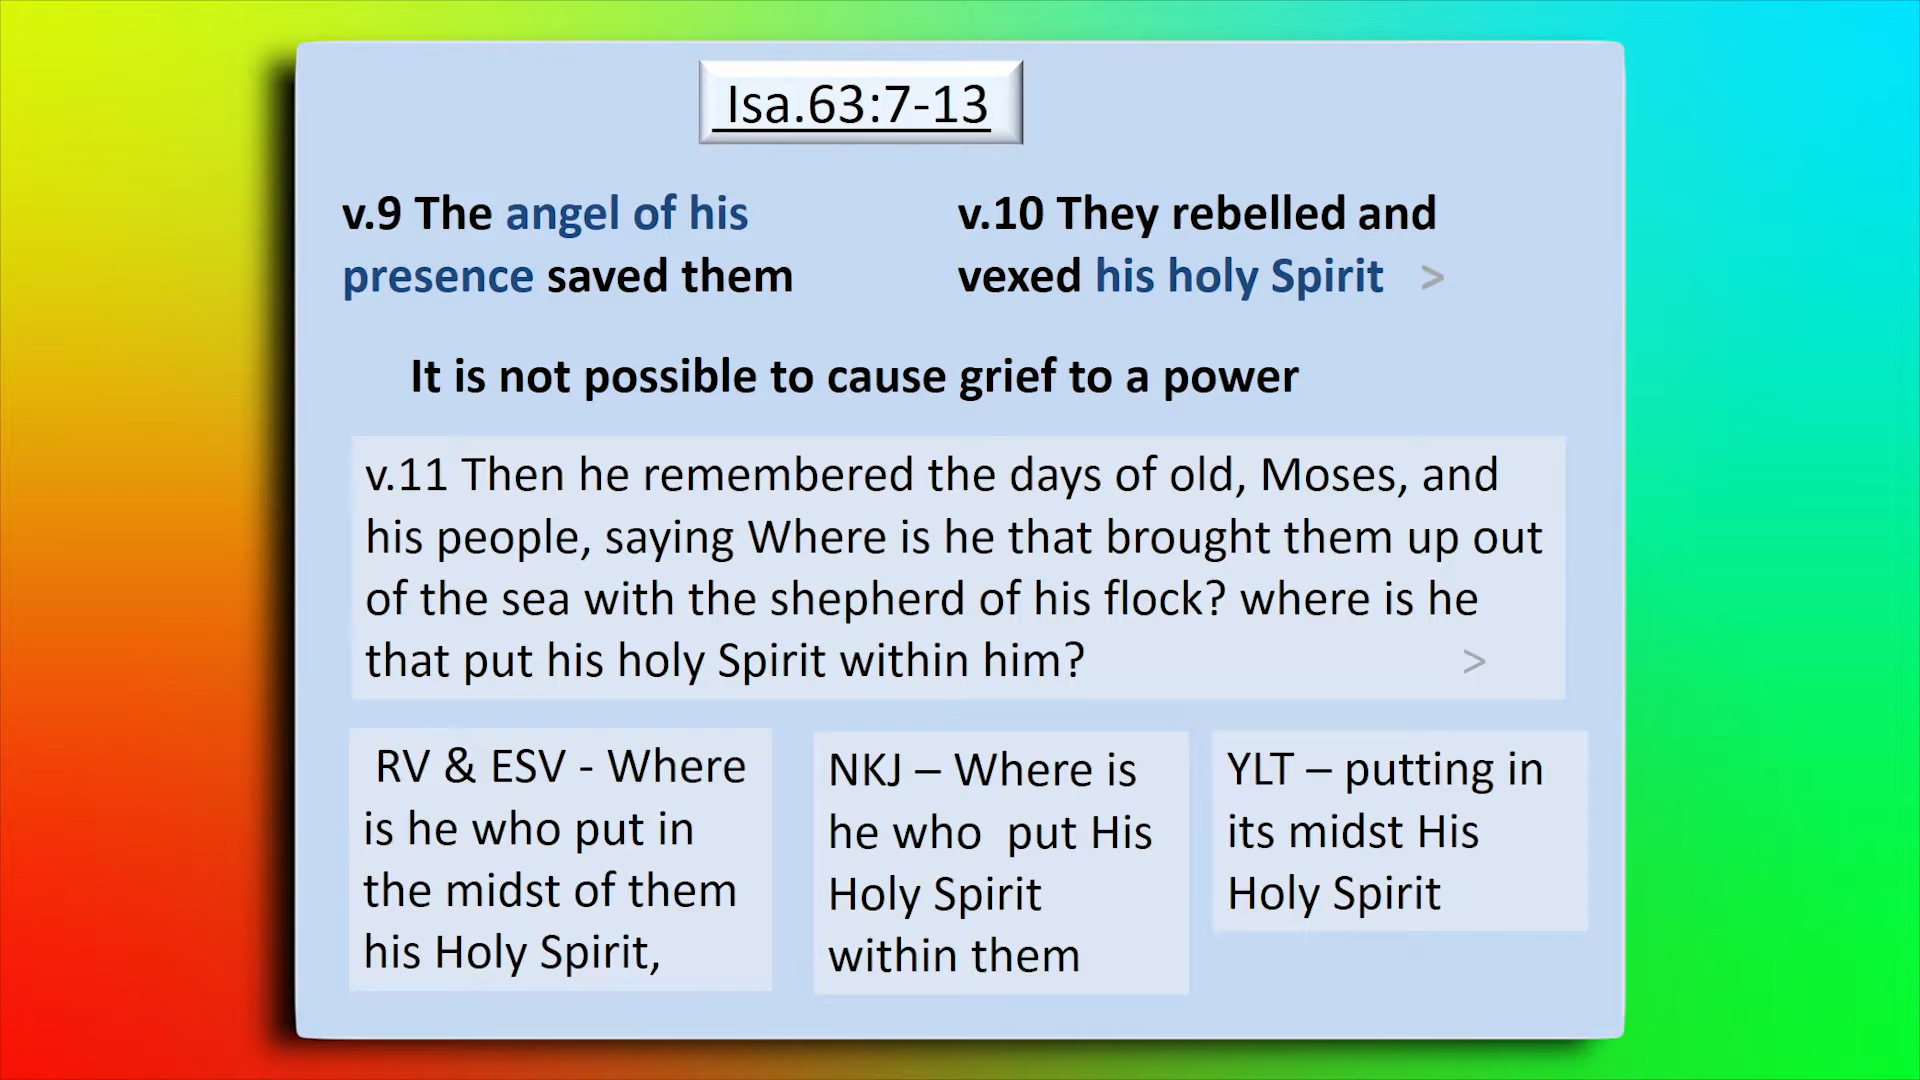 Isa.63:7-13
v.9 The angel of his
presence saved them
v.10 They rebelled and
vexed his holy Spirit >
It is not possible to cause grief to a power
v.11 Then he remembered the days of old, Moses, and
his people, saying Where is he that brought them up out
of the sea with the shepherd of his flock? where is he
that put his holy Spirit within him? >
RV & ESV - Where
is he who put in
the midst of them
his Holy Spirit,
NKJ – Where is
he who put His
Holy Spirit
within them
YLT – putting in
its midst His
Holy Spirit